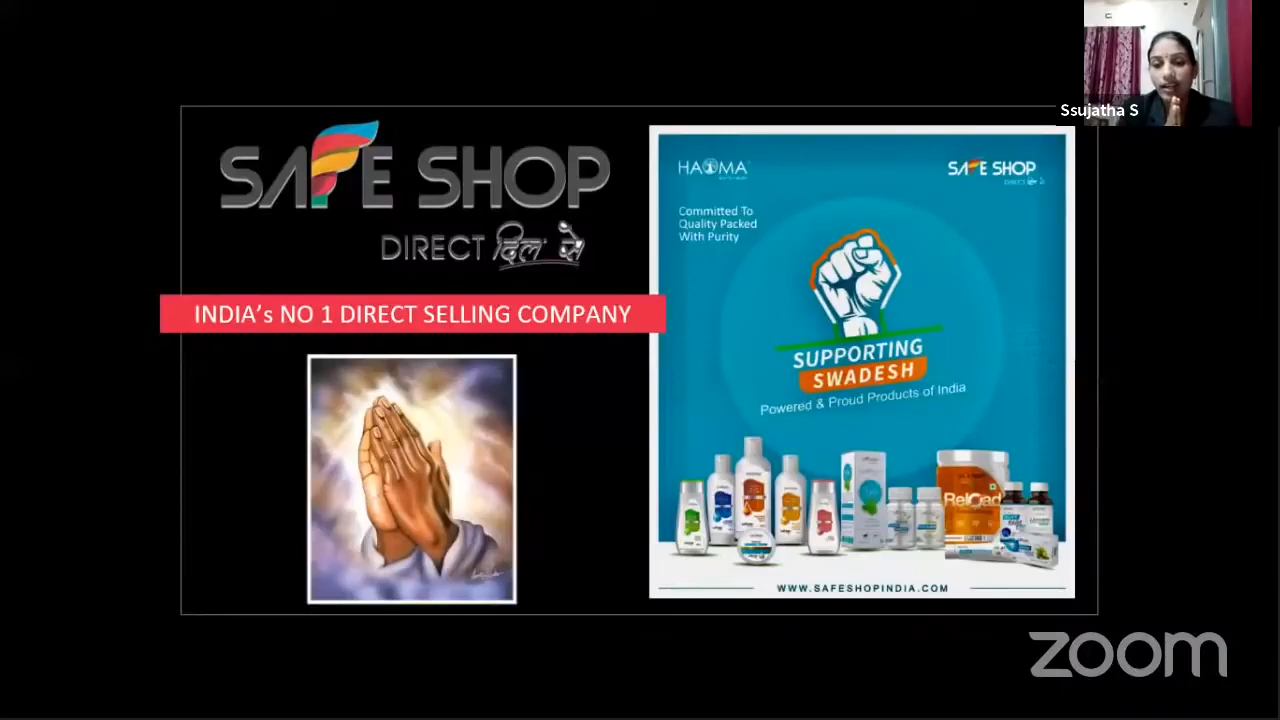 Ssujatha S
SAFE SHOP
DIRECT दिल से
INDIA's NO 1 DIRECT SELLING COMPANY
HAOMA
SAFE SHOP
DIRECT दिल से
Committed To
Quality Packed
With Purity
SUPPORTING
SWADESH
Powered & Proud Products of India
ReLoad
WWW.SAFESHOPINDIA.COM
zoom